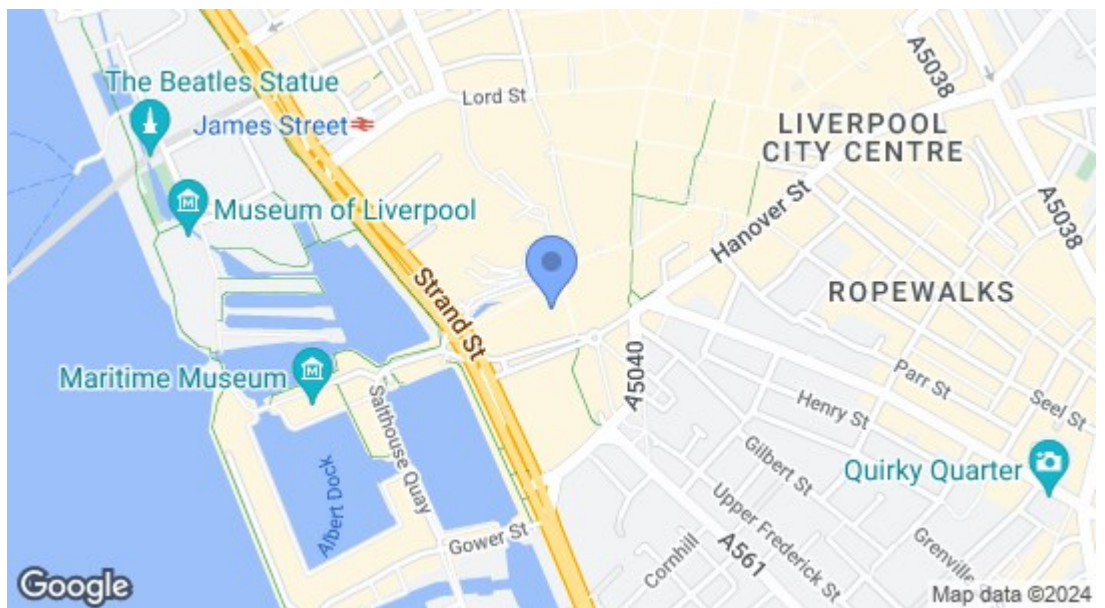 The Beatles Statue
James Street
Lord St
A5038
LIVERPOOL
CITY CENTRE
Museum of Liverpool
Hanover St
A5038
Strand St
ROPEWALKS
Maritime Museum
Salthouse Quay
A5040
Parr St
Seel St
Henry St
Gilbert St
Quirky Quarter
Albert Dock
Upper Frederick St
Gower St
Cornhill
A561
Grenville
Google
Map data ©2024